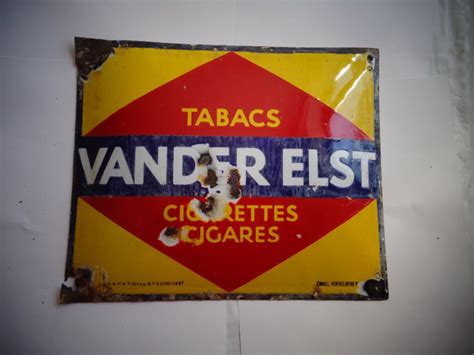 TABACS
VANDER ELST
CIGARETTES
CIGARES